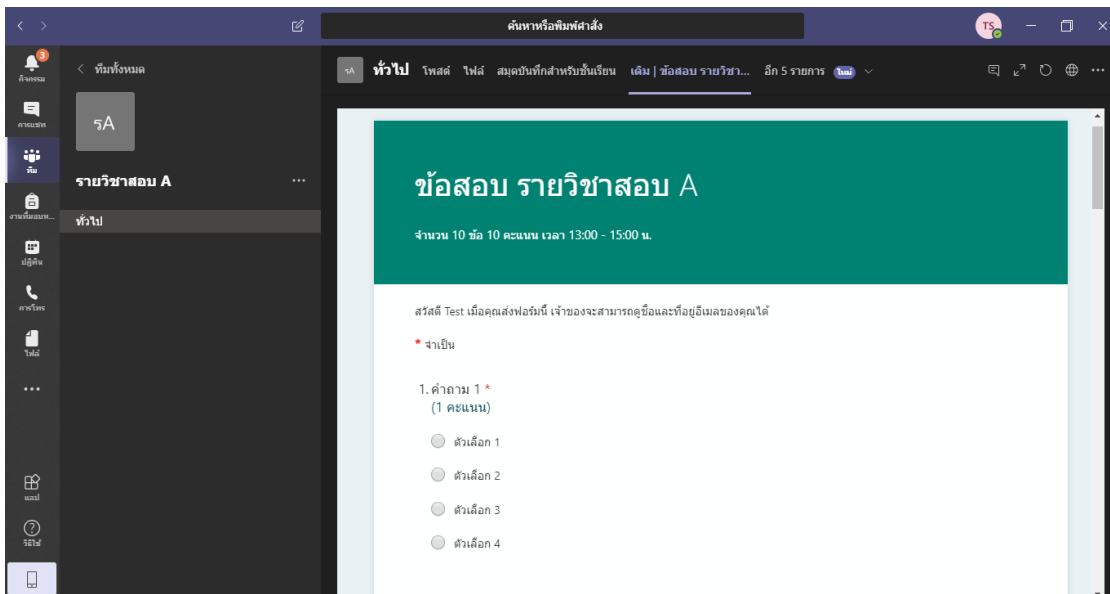 ค้นหาหรือพิมพ์คำสั่ง
TS
3
กิจกรรม
การแชท
ทีม
งานที่มอบห...
ปฏิทิน
การโทร
ไฟล์
แอป
วิธีใช้
ทีมทั้งหมด
รA
รายวิชาสอบ A
ทั่วไป
รA ทั่วไป โพสต์ ไฟล์ สมุดบันทึกสำหรับชั้นเรียน เติม | ข้อสอบ รายวิชา... อีก 5 รายการ ใหม่
ข้อสอบ รายวิชาสอบ A
จำนวน 10 ข้อ 10 คะแนน เวลา 13:00 - 15:00 น.
สวัสดี Test เมื่อคุณส่งฟอร์มนี้ เจ้าของจะสามารถดูชื่อและที่อยู่อีเมลของคุณได้
* จำเป็น
1. คำถาม 1 *
(1 คะแนน)
ตัวเลือก 1
ตัวเลือก 2
ตัวเลือก 3
ตัวเลือก 4